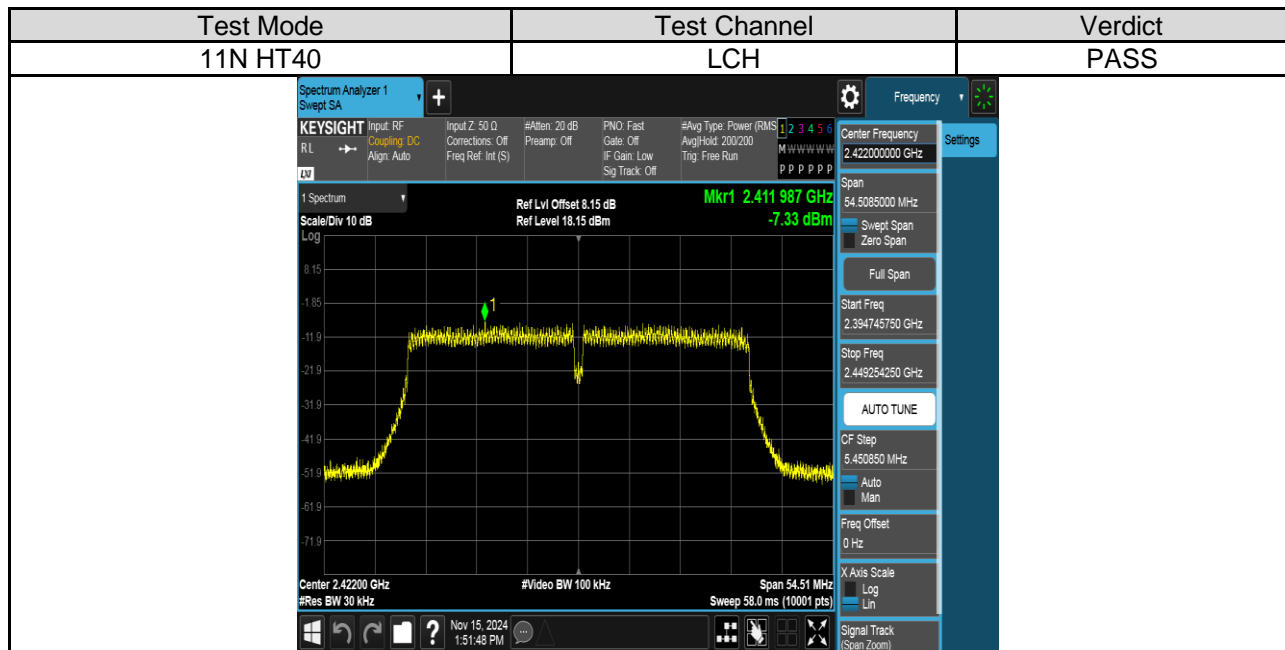 Test Mode Test Channel Verdict
11N HT40 LCH PASS
Spectrum Analyzer 1
Swept SA
Frequency
KEYSIGHT Input: RF Input Z: 50 Ω #Atten: 20 dB PNO: Fast #Avg Type: Power (RMS 1 2 3 4 5 6
RL Coupling: DC Corrections: Off Preamp: Off Gate: Off Avg|Hold: 200/200 M W W W W W
Align: Auto Freq Ref: Int (S) IF Gain: Low Trig: Free Run
LXI Sig Track: Off P P P P P P
Center Frequency
2.422000000 GHz
Settings
1 Spectrum
Scale/Div 10 dB
Ref Lvl Offset 8.15 dB
Ref Level 18.15 dBm
Mkr1 2.411 987 GHz
-7.33 dBm
Span
54.5085000 MHz
Swept Span
Zero Span
Full Span
Start Freq
2.394745750 GHz
Stop Freq
2.449254250 GHz
AUTO TUNE
CF Step
5.450850 MHz
Auto
Man
Freq Offset
0 Hz
X Axis Scale
Log
Lin
Signal Track
(Span Zoom)
Log
8.15
-1.85
1
-11.9
-21.9
-31.9
-41.9
-51.9
-61.9
-71.9
Center 2.42200 GHz #Video BW 100 kHz Span 54.51 MHz
#Res BW 30 kHz Sweep 58.0 ms (10001 pts)
? Nov 15, 2024
1:51:48 PM